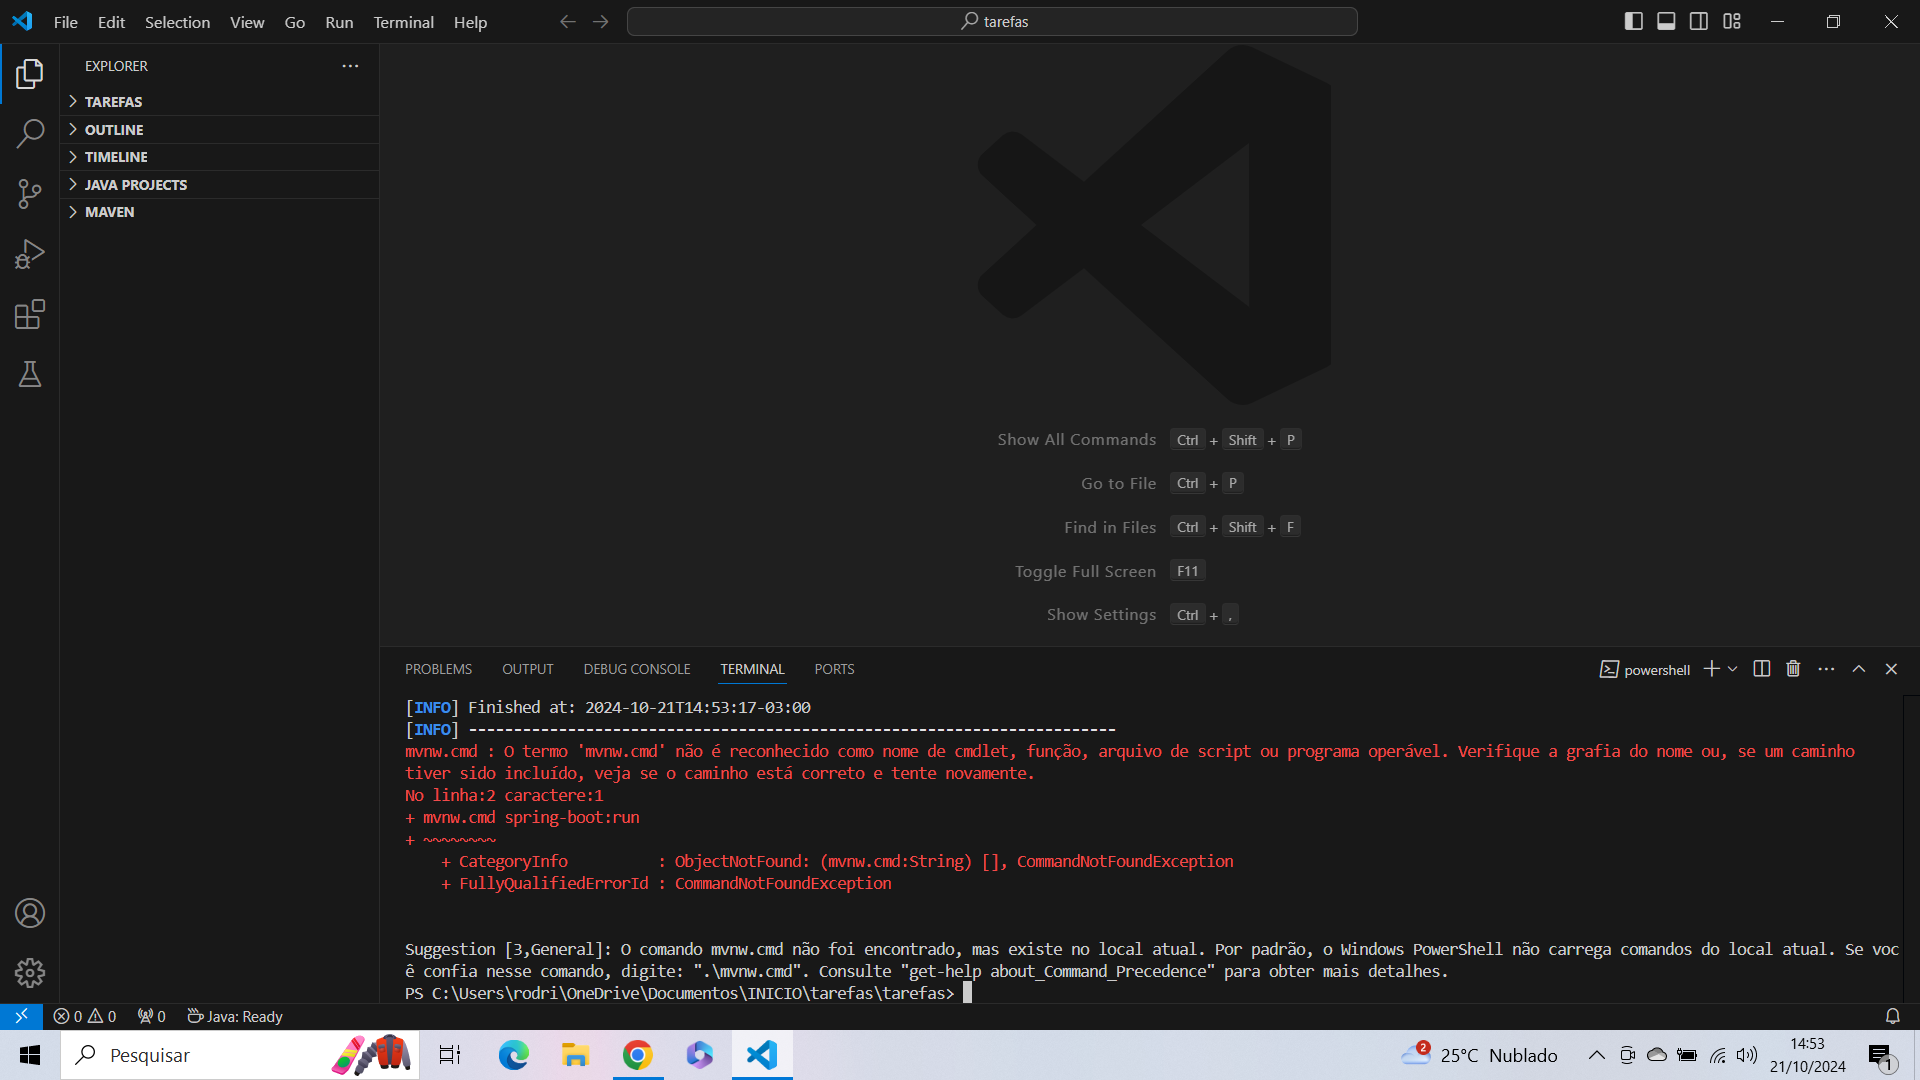 File Edit Selection View Go Run Terminal Help
tarefas
EXPLORER
TAREFAS
OUTLINE
TIMELINE
JAVA PROJECTS
MAVEN
Show All Commands Ctrl + Shift + P
Go to File Ctrl + P
Find in Files Ctrl + Shift + F
Toggle Full Screen F11
Show Settings Ctrl + ,
PROBLEMS OUTPUT DEBUG CONSOLE TERMINAL PORTS
powershell
[INFO] Finished at: 2024-10-21T14:53:17-03:00
[INFO] ------------------------------------------------------------------------
mvnw.cmd : O termo 'mvnw.cmd' não é reconhecido como nome de cmdlet, função, arquivo de script ou programa operável. Verifique a grafia do nome ou, se um caminho
tiver sido incluído, veja se o caminho está correto e tente novamente.
No linha:2 caractere:1
+ mvnw.cmd spring-boot:run
+ ~~~~~~~~
    + CategoryInfo          : ObjectNotFound: (mvnw.cmd:String) [], CommandNotFoundException
    + FullyQualifiedErrorId : CommandNotFoundException
Suggestion [3,General]: O comando mvnw.cmd não foi encontrado, mas existe no local atual. Por padrão, o Windows PowerShell não carrega comandos do local atual. Se voc
ê confia nesse comando, digite: ".\mvnw.cmd". Consulte "get-help about_Command_Precedence" para obter mais detalhes.
PS C:\Users\rodri\OneDrive\Documentos\INICIO\tarefas\tarefas>
0 0 0 Java: Ready
Pesquisar
2
25°C Nublado
14:53
21/10/2024
1